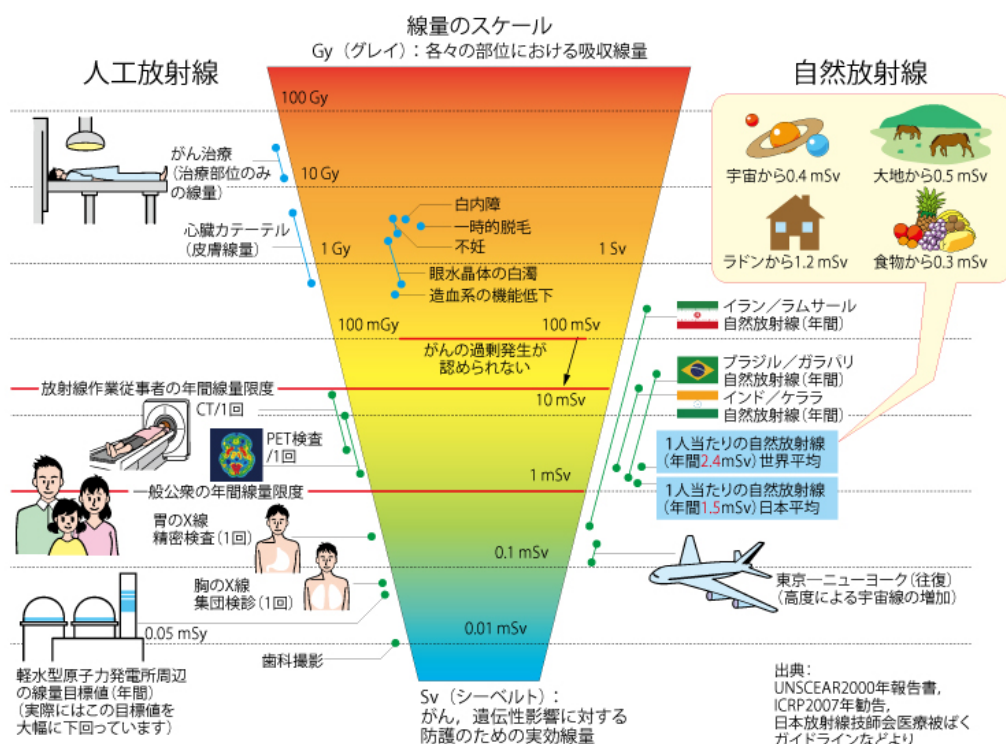 線量のスケール
Gy（グレイ）：各々の部位における吸収線量
人工放射線
自然放射線
100 Gy
がん治療
（治療部位のみ
の線量）
10 Gy
心臓カテーテル
（皮膚線量）
1 Gy
白内障
一時的脱毛
不妊
1 Sv
眼水晶体の白濁
造血系の機能低下
100 mGy
100 mSv
がんの過剰発生が
認められない
宇宙から0.4 mSv
大地から0.5 mSv
ラドンから1.2 mSv
食物から0.3 mSv
イラン／ラムサール
自然放射線（年間）
ブラジル／ガラパリ
自然放射線（年間）
インド／ケララ
自然放射線（年間）
放射線作業従事者の年間線量限度
10 mSv
CT/1回
PET検査
/1回
1人当たりの自然放射線
（年間2.4mSv）世界平均
1 mSv
一般公衆の年間線量限度
1人当たりの自然放射線
（年間1.5mSv）日本平均
胃のX線
精密検査（1回）
0.1 mSv
胸のX線
集団検診（1回）
東京―ニューヨーク（往復）
（高度による宇宙線の増加）
0.05 mSy
0.01 mSv
歯科撮影
軽水型原子力発電所周辺
の線量目標値（年間）
（実際にはこの目標値を
大幅に下回っています）
Sv（シーベルト）：
がん，遺伝性影響に対する
防護のための実効線量
出典：
UNSCEAR2000年報告書，
ICRP2007年勧告，
日本放射線技師会医療被ばく
ガイドラインなどより